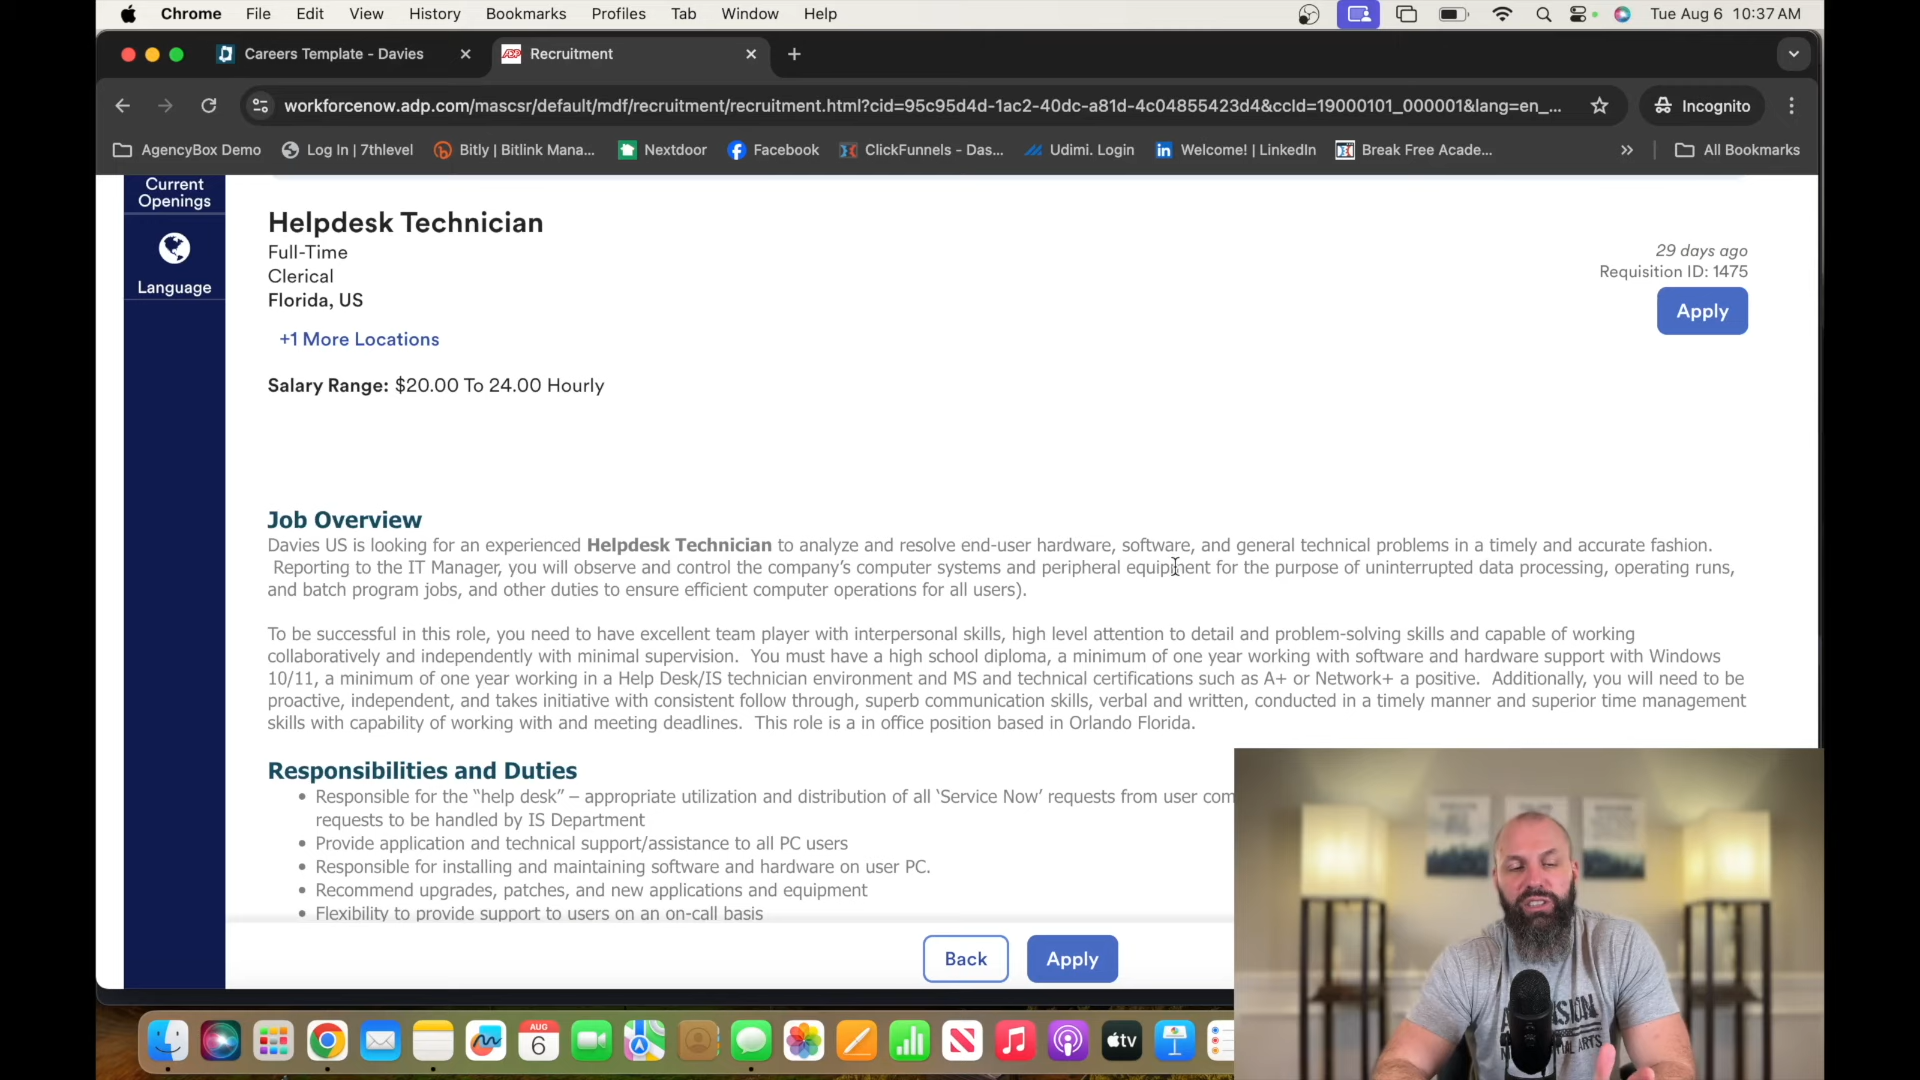 Chrome File Edit View History Bookmarks Profiles Tab Window Help Tue Aug 6 10:37 AM
Careers Template - Davies
ADP Recruitment
workforcenow.adp.com/mascsr/default/mdf/recruitment/recruitment.html?cid=95c95d4d-1ac2-40dc-a81d-4c04855423d4&ccId=19000101_000001&lang=en_...
Incognito
AgencyBox Demo Log In | 7thlevel Bitly | Bitlink Mana... Nextdoor Facebook ClickFunnels - Das... Udimi. Login in Welcome! | LinkedIn Break Free Acade... » All Bookmarks
Current
Openings
Language
Helpdesk Technician
Full-Time
Clerical
Florida, US
+1 More Locations
Salary Range: $20.00 To 24.00 Hourly
29 days ago
Requisition ID: 1475
Apply
Job Overview
Davies US is looking for an experienced Helpdesk Technician to analyze and resolve end-user hardware, software, and general technical problems in a timely and accurate fashion.
Reporting to the IT Manager, you will observe and control the company’s computer systems and peripheral equipment for the purpose of uninterrupted data processing, operating runs,
and batch program jobs, and other duties to ensure efficient computer operations for all users).
To be successful in this role, you need to have excellent team player with interpersonal skills, high level attention to detail and problem-solving skills and capable of working
collaboratively and independently with minimal supervision. You must have a high school diploma, a minimum of one year working with software and hardware support with Windows
10/11, a minimum of one year working in a Help Desk/IS technician environment and MS and technical certifications such as A+ or Network+ a positive. Additionally, you will need to be
proactive, independent, and takes initiative with consistent follow through, superb communication skills, verbal and written, conducted in a timely manner and superior time management
skills with capability of working with and meeting deadlines. This role is a in office position based in Orlando Florida.
Responsibilities and Duties
• Responsible for the “help desk” – appropriate utilization and distribution of all ‘Service Now’ requests from user com
requests to be handled by IS Department
• Provide application and technical support/assistance to all PC users
• Responsible for installing and maintaining software and hardware on user PC.
• Recommend upgrades, patches, and new applications and equipment
• Flexibility to provide support to users on an on-call basis
Back
Apply
AUG
6
tv